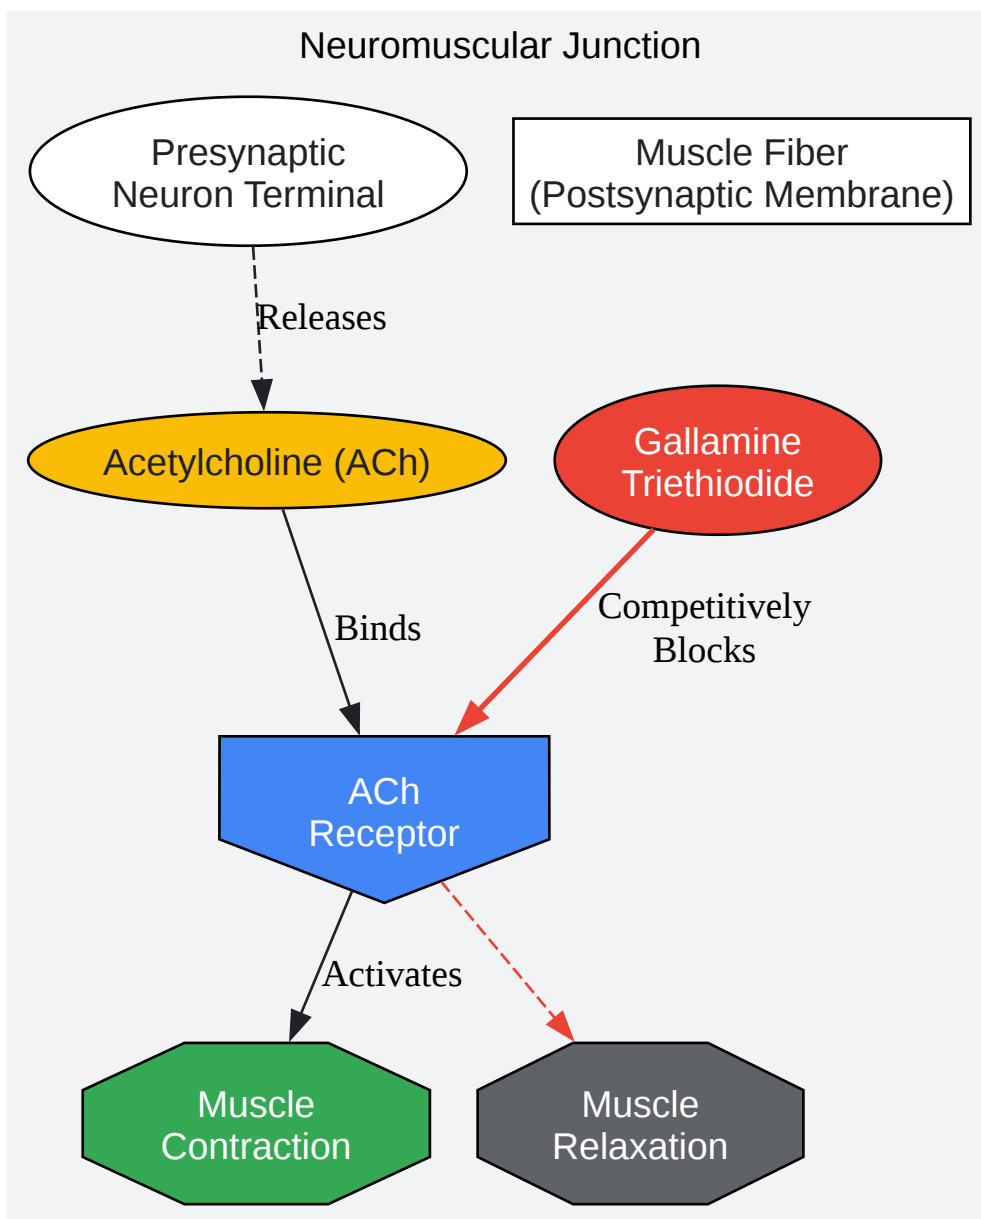 Neuromuscular Junction
Presynaptic
Neuron Terminal
Muscle Fiber
(Postsynaptic Membrane)
Releases
Acetylcholine (ACh)
Gallamine
Triethiodide
Binds
Competitively
Blocks
ACh
Receptor
Activates
Muscle
Contraction
Muscle
Relaxation